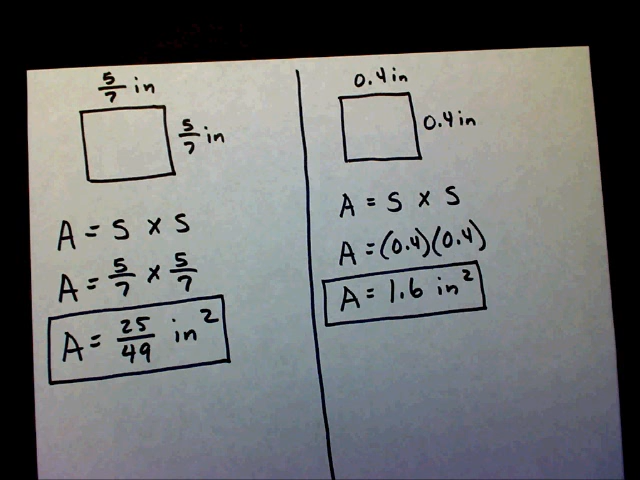 5/7 in
5/7 in
A = S × S
A = 5/7 × 5/7
A = 25/49 in²
0.4 in
0.4 in
A = S × S
A = (0.4)(0.4)
A = 1.6 in²